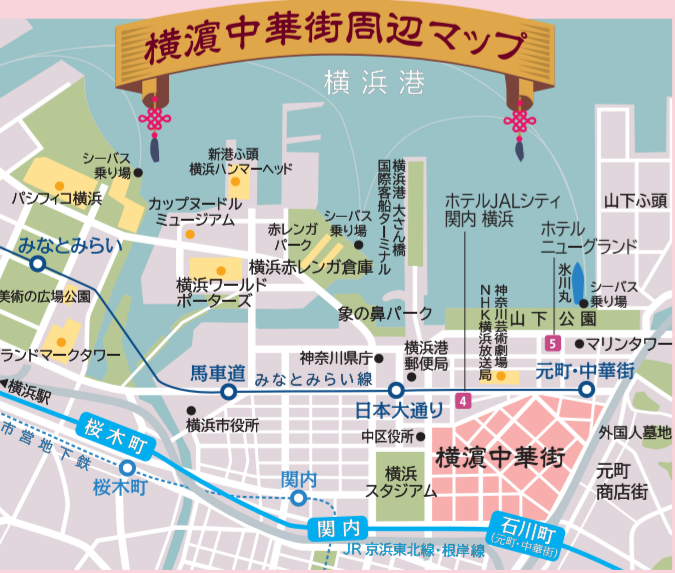 横濱中華街周辺マップ
横浜港
シーバス
乗り場
新港ふ頭
横浜ハンマーヘッド
パシフィコ横浜
カップヌードル
ミュージアム
赤レンガ
パーク
シーバス
乗り場
横浜港 大さん橋
国際客船ターミナル
ホテルJALシティ
関内 横浜
山下ふ頭
ホテル
ニューグランド
みなとみらい
横浜赤レンガ倉庫
横浜ワールド
ポーターズ
氷川丸
シーバス
乗り場
美術の広場公園
象の鼻パーク
神奈川芸術劇場
NHK横浜放送局
山下公園
5
マリンタワー
ランドマークタワー
神奈川県庁
横浜港
郵便局
馬車道
みなとみらい線
元町・中華街
横浜駅
日本大通り
4
横浜市役所
桜木町
市営地下鉄
中区役所
横濱中華街
外国人墓地
桜木町
関内
横浜
スタジアム
元町
商店街
関内
石川町
(元町・中華街)
JR 京浜東北線・根岸線